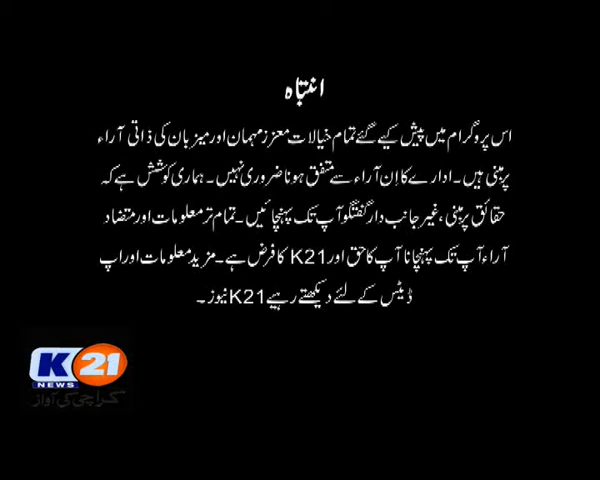 انتباہ
اس پروگرام میں پیش کیے گئے تمام خیالات معزز مہمان اور میزبان کی ذاتی آراء
پر مبنی ہیں۔ ادارے کا اِن آراء سے متفق ہونا ضروری نہیں۔ ہماری کوشش ہے کہ
حقائق پر مبنی، غیر جانب دار گفتگو آپ تک پہنچائیں۔ تمام تر معلومات اور متضاد
آراء آپ تک پہنچانا آپ کا حق اور K21 کا فرض ہے۔ مزید معلومات اور اپ
ڈیٹس کے لئے دیکھتے رہیے K21 نیوز۔
K21
NEWS
کراچی کی آواز